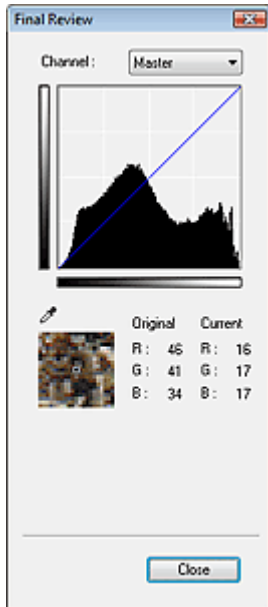 Final Review
Channel : Master
Original Current
R : 46 R : 16
G : 41 G : 17
B : 34 B : 17
Close